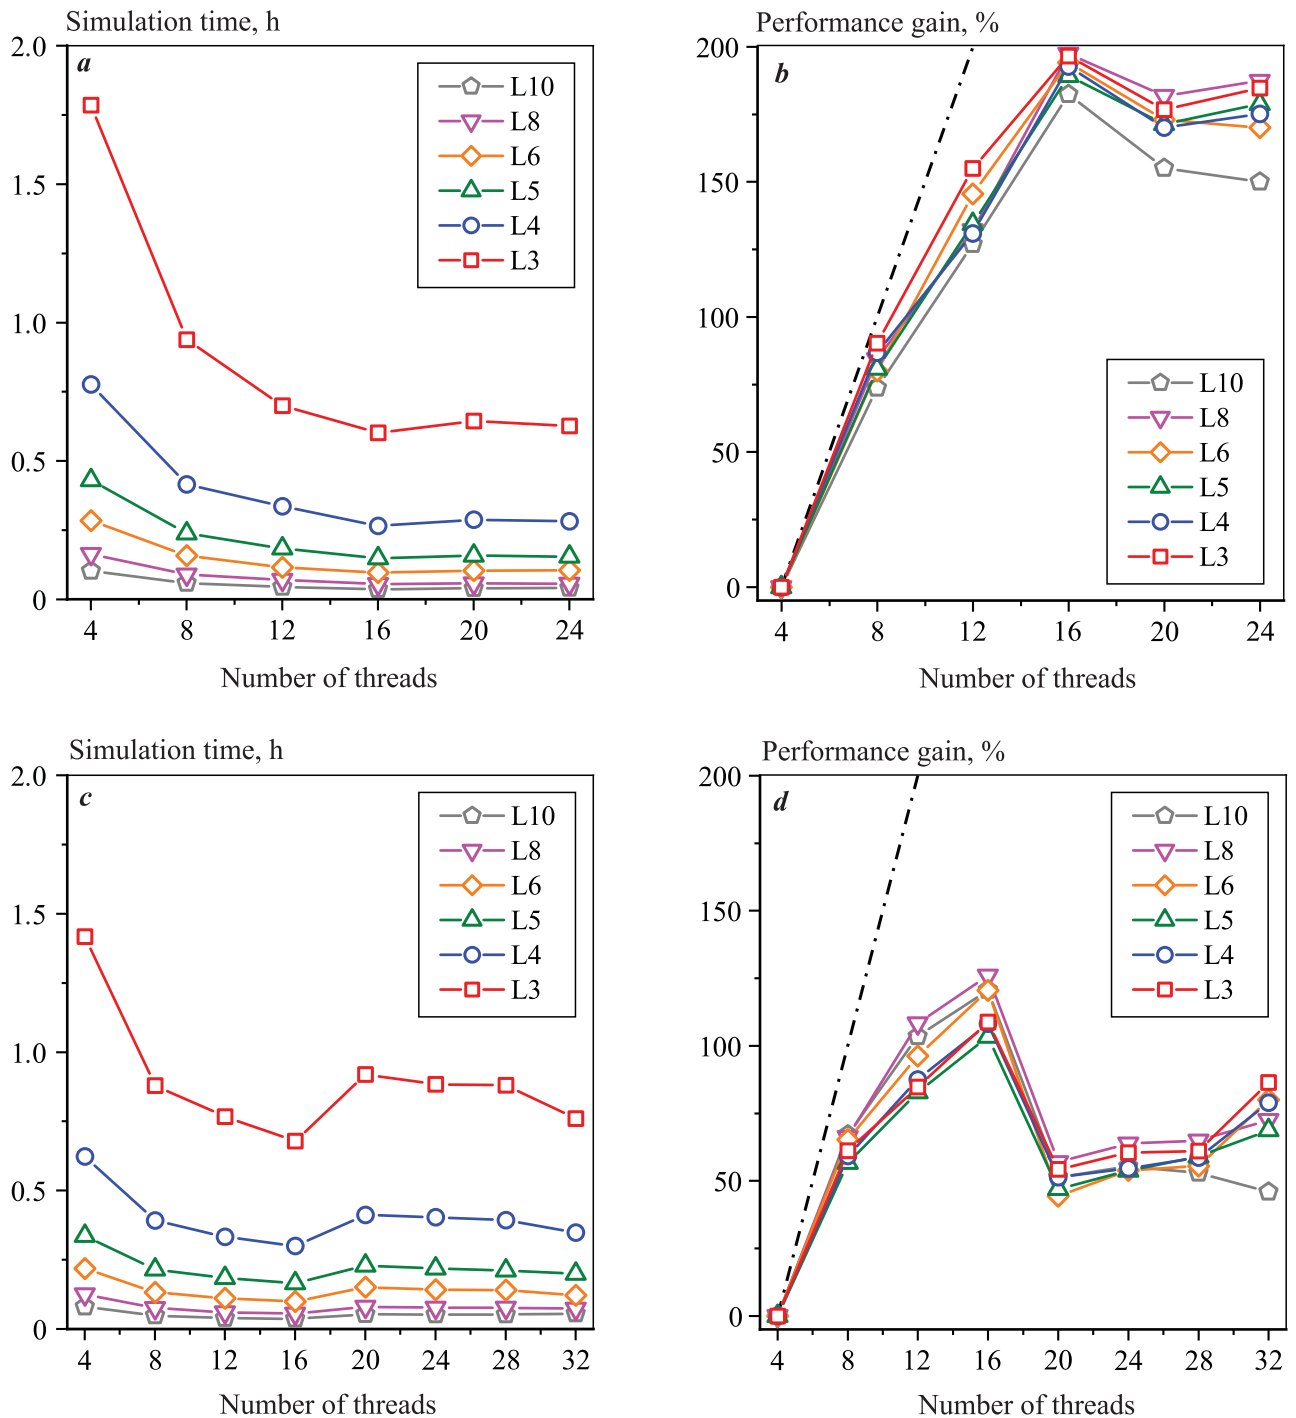 Simulation time, h
2.0
1.5
1.0
0.5
0
a
L10
L8
L6
L5
L4
L3
4 8 12 16 20 24
Number of threads
Performance gain, %
200
150
100
50
0
b
L10
L8
L6
L5
L4
L3
4 8 12 16 20 24
Number of threads
Simulation time, h
2.0
1.5
1.0
0.5
0
c
L10
L8
L6
L5
L4
L3
4 8 12 16 20 24 28 32
Number of threads
Performance gain, %
200
150
100
50
0
d
L10
L8
L6
L5
L4
L3
4 8 12 16 20 24 28 32
Number of threads